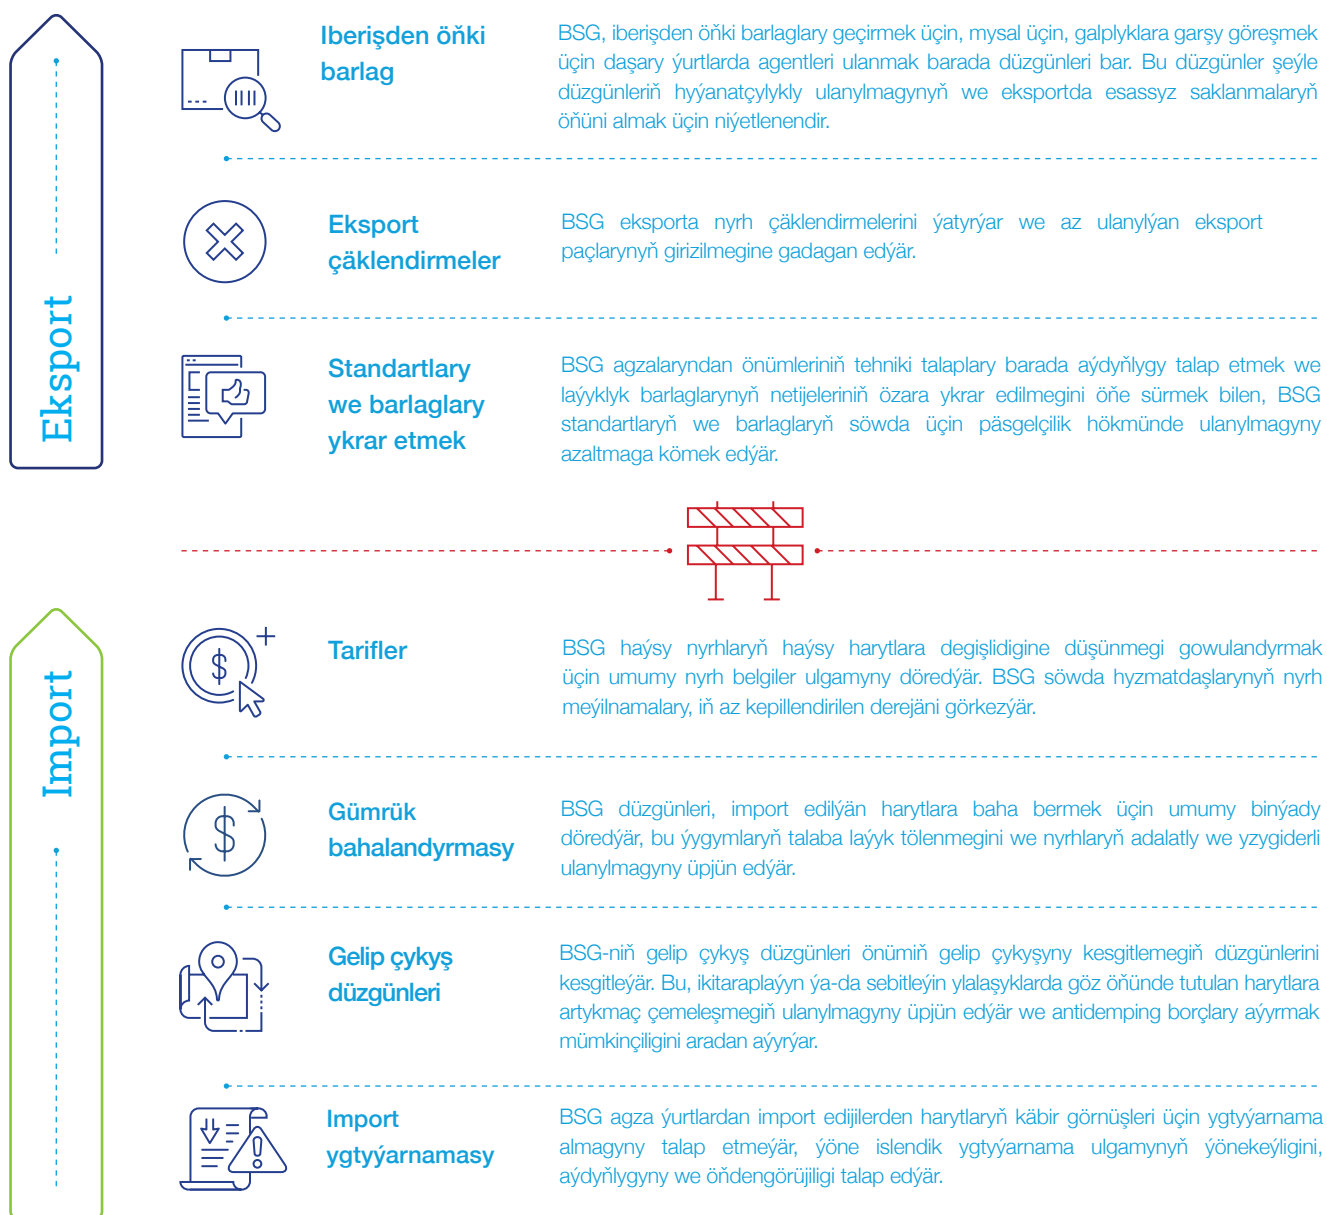 Eksport
Iberişden öňki
barlag
BSG, iberişden öňki barlaglary geçirmek üçin, mysal üçin, galplyklara garşy göreşmek
üçin daşary ýurtlarda agentleri ulanmak barada düzgünleri bar. Bu düzgünler şeýle
düzgünleriň hyýanatçylykly ulanylmagynyň we eksportda esassyz saklanmalaryň
öňüni almak üçin niýetlenendir.
Eksport
çäklendirmeler
BSG eksporta nyrh çäklendirmelerini ýatyrýar we az ulanylýan eksport
paçlarynyň girizilmegine gadagan edýär.
Standartlary
we barlaglary
ykrar etmek
BSG agzalaryndan önümleriniň tehniki talaplary barada aýdyňlygy talap etmek we
laýyklyk barlaglarynyň netijeleriniň özara ykrar edilmegini öňe sürmek bilen, BSG
standartlaryň we barlaglaryň söwda üçin päsgelçilik hökmünde ulanylmagyny
azaltmaga kömek edýär.
Import
Tarifler
BSG haýsy nyrhlaryň haýsy harytlara degişlidigine düşünmegi gowulandyrmak
üçin umumy nyrh belgiler ulgamyny döredýär. BSG söwda hyzmatdaşlarynyň nyrh
meýilnamalary, iň az kepillendirilen derejäni görkezýär.
Gümrük
bahalandyrmasy
BSG düzgünleri, import edilýän harytlara baha bermek üçin umumy binýady
döredýär, bu ýygymlaryň talaba laýyk tölenmegini we nyrhlaryň adalatly we yzygiderli
ulanylmagyny üpjün edýär.
Gelip çykyş
düzgünleri
BSG-niň gelip çykyş düzgünleri önümiň gelip çykyşyny kesgitlemegiň düzgünlerini
kesgitleýär. Bu, ikitaraplaýyn ýa-da sebitleýin ylalaşyklarda göz öňünde tutulan harytlara
artykmaç çemeleşmegiň ulanylmagyny üpjün edýär we antidemping borçlary aýyrmak
mümkinçiligini aradan aýyrýar.
Import
ygtyýarnamasy
BSG agza ýurtlardan import edijilerden harytlaryň käbir görnüşleri üçin ygtyýarnama
almagyny talap etmeýär, ýöne islendik ygtyýarnama ulgamynyň ýönekeýligini,
aýdyňlygyny we öňdengörüjiligi talap edýär.